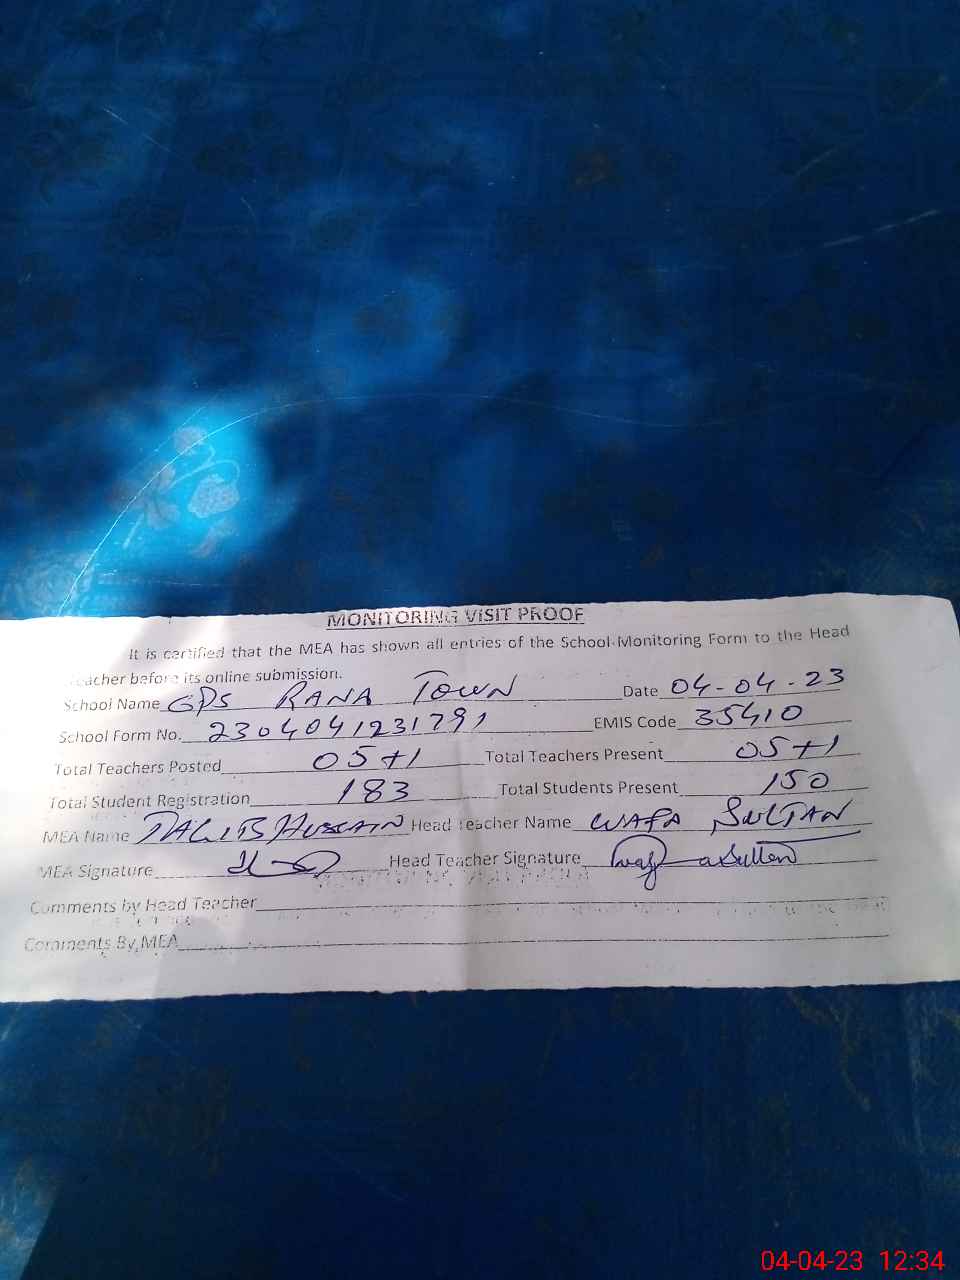 MONITORING VISIT PROOF
It is certified that the MEA has shown all entries of the School Monitoring Form to the Head
Teacher before its online submission.
School Name GPS RANA TOWN Date 04-04-23
School Form No. 2304041231791 EMIS Code 35410
Total Teachers Posted 05+1 Total Teachers Present 05+1
Total Student Registration 183 Total Students Present 150
MEA Name TALIB HUSSAIN Head Teacher Name WAFA SULTAN
MEA Signature Head Teacher Signature
Comments by Head Teacher
Comments By MEA
04-04-23 12:34